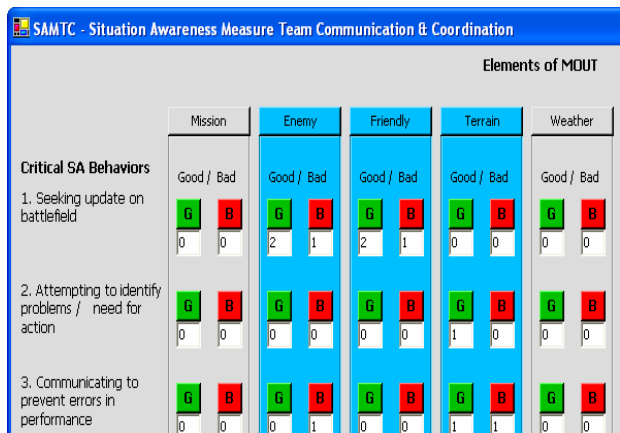 SAMTC - Situation Awareness Measure Team Communication & Coordination
Elements of MOUT
Mission Enemy Friendly Terrain Weather
Critical SA Behaviors
Good / Bad Good / Bad Good / Bad Good / Bad Good / Bad
1. Seeking update on
battlefield
G B G B G B G B G B
0 0 2 1 2 1 0 0 0 0
2. Attempting to identify
problems / need for
action
G B G B G B G B G B
0 0 0 0 0 0 1 0 0 0
3. Communicating to
prevent errors in
performance
G B G B G B G B G B
0 0 0 1 0 0 1 1 0 0